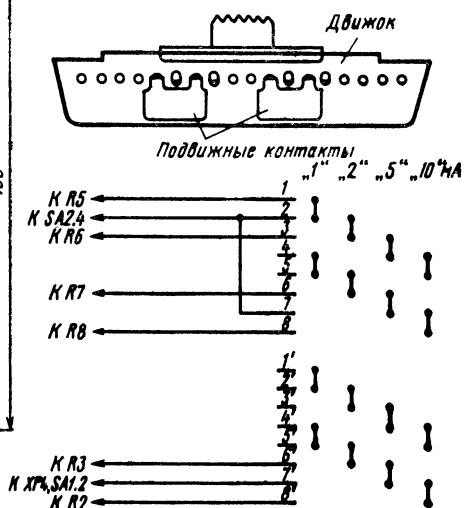 Движок
Подвижные контакты
„1“ „2“ „5“ „10“ мА
К R5
К SA2.4
К R6
К R7
К R8
1
2
3
4
5
6
7
8
1'
2'
3'
4'
5'
6'
7'
8'
К R3
К XP4, SA1.2
К R2